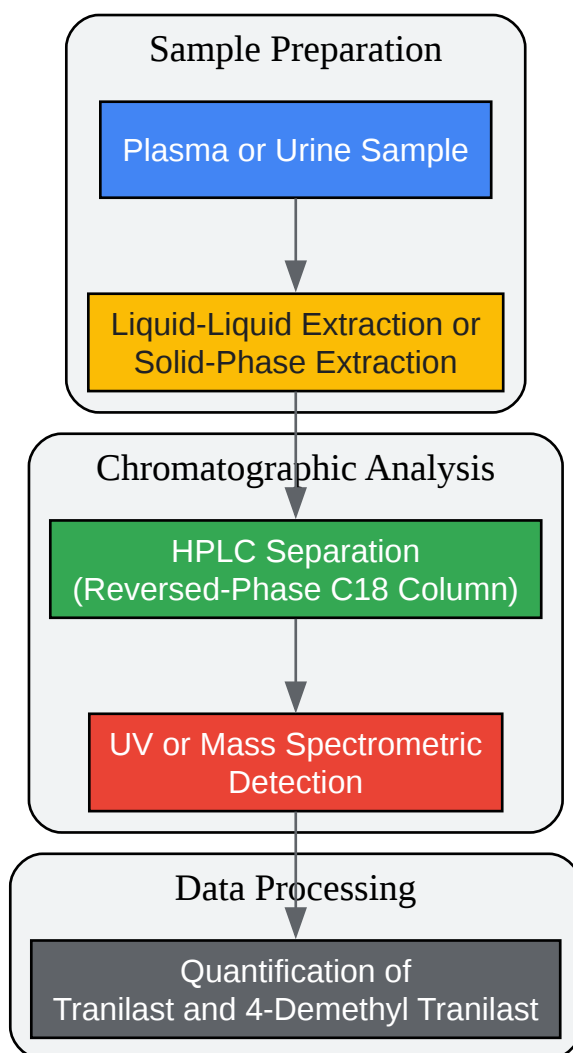 Sample Preparation
Plasma or Urine Sample
Liquid-Liquid Extraction or
Solid-Phase Extraction
Chromatographic Analysis
HPLC Separation
(Reversed-Phase C18 Column)
UV or Mass Spectrometric
Detection
Data Processing
Quantification of
Tranilast and 4-Demethyl Tranilast